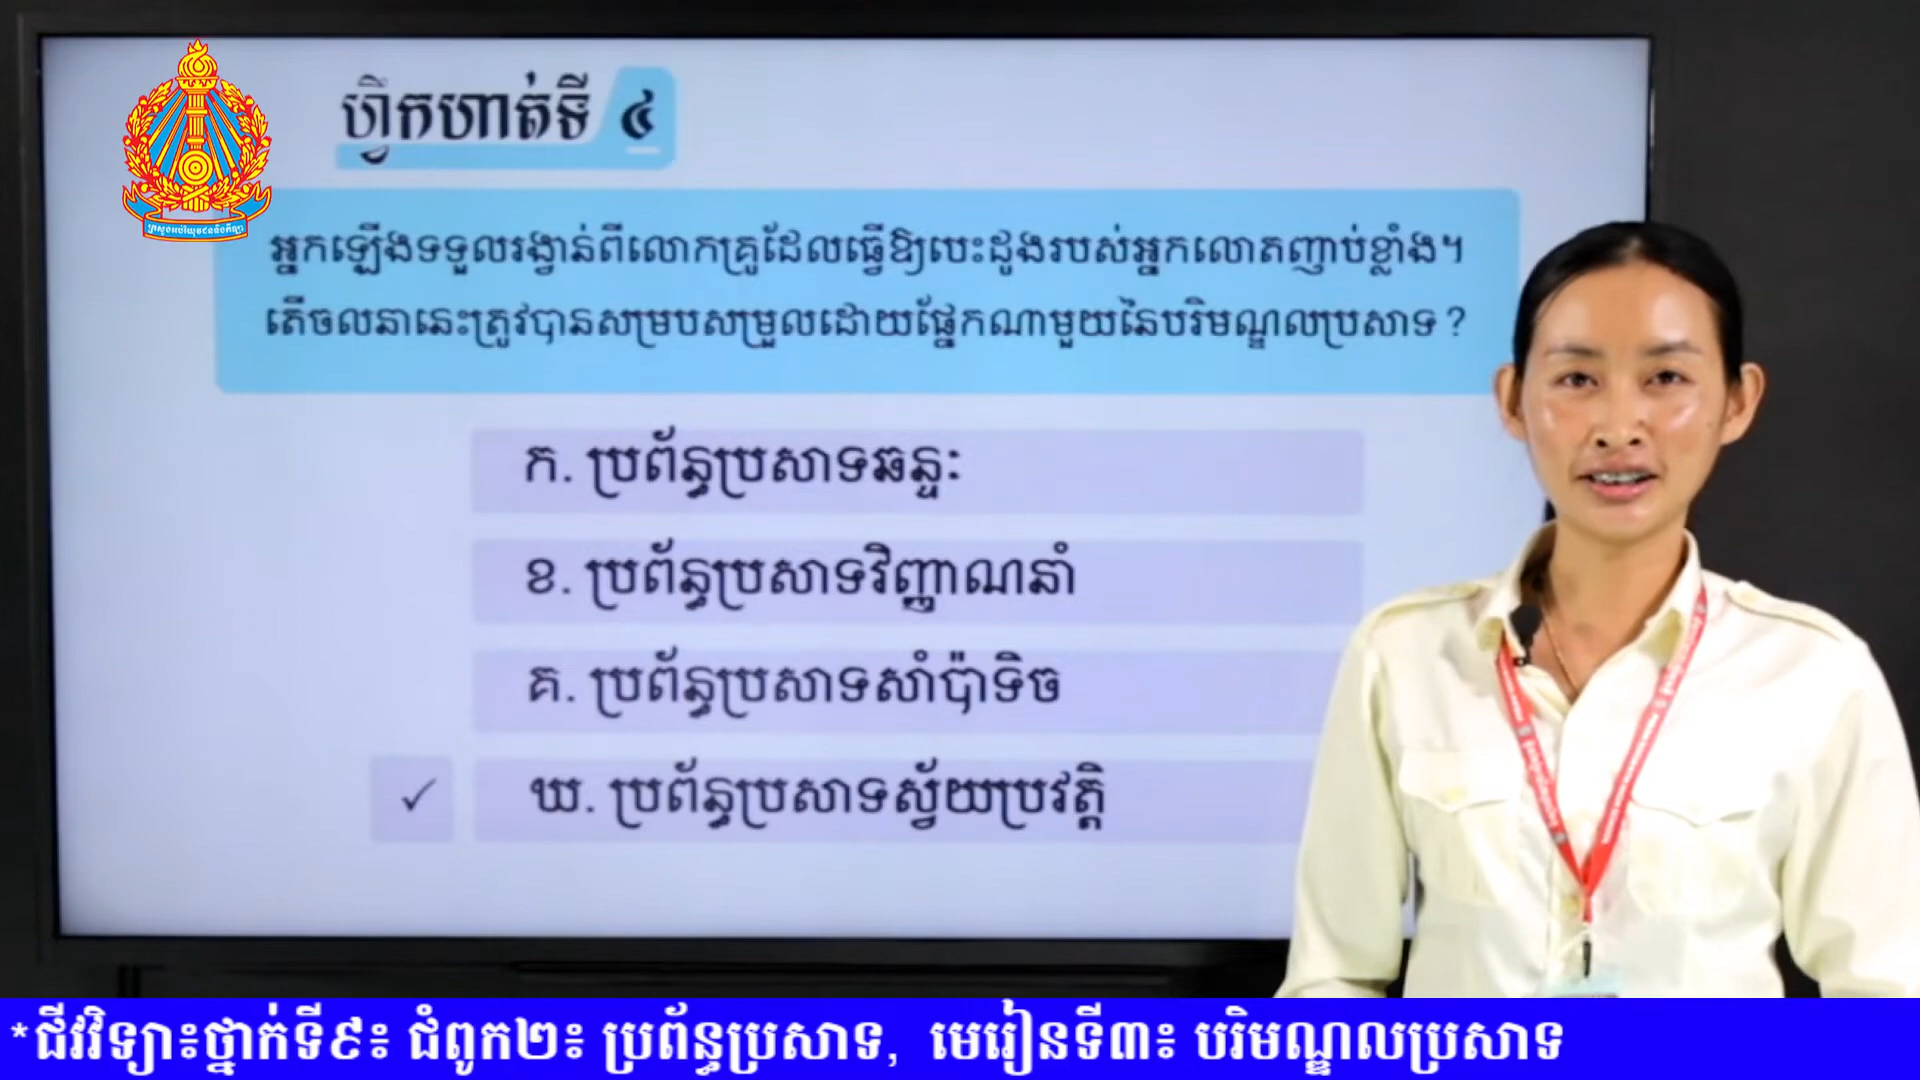 ហ្វឹកហាត់ទី ៤
អ្នកឡើងទទួលរង្វាន់ពីលោកគ្រូដែលធ្វើឱ្យបេះដូងរបស់អ្នកលោតញាប់ខ្លាំង។
តើចលនានេះត្រូវបានសម្របសម្រួលដោយផ្នែកណាមួយនៃបរិមណ្ឌលប្រសាទ?
ក. ប្រព័ន្ធប្រសាទឆន្ទៈ
ខ. ប្រព័ន្ធប្រសាទវិញ្ញាណនាំ
គ. ប្រព័ន្ធប្រសាទសាំប៉ាទិច
✓ ឃ. ប្រព័ន្ធប្រសាទស្វ័យប្រវត្តិ
*ជីវវិទ្យា៖ថ្នាក់ទី៩៖ ជំពូក២៖ ប្រព័ន្ធប្រសាទ, មេរៀនទី៣៖ បរិមណ្ឌលប្រសាទ